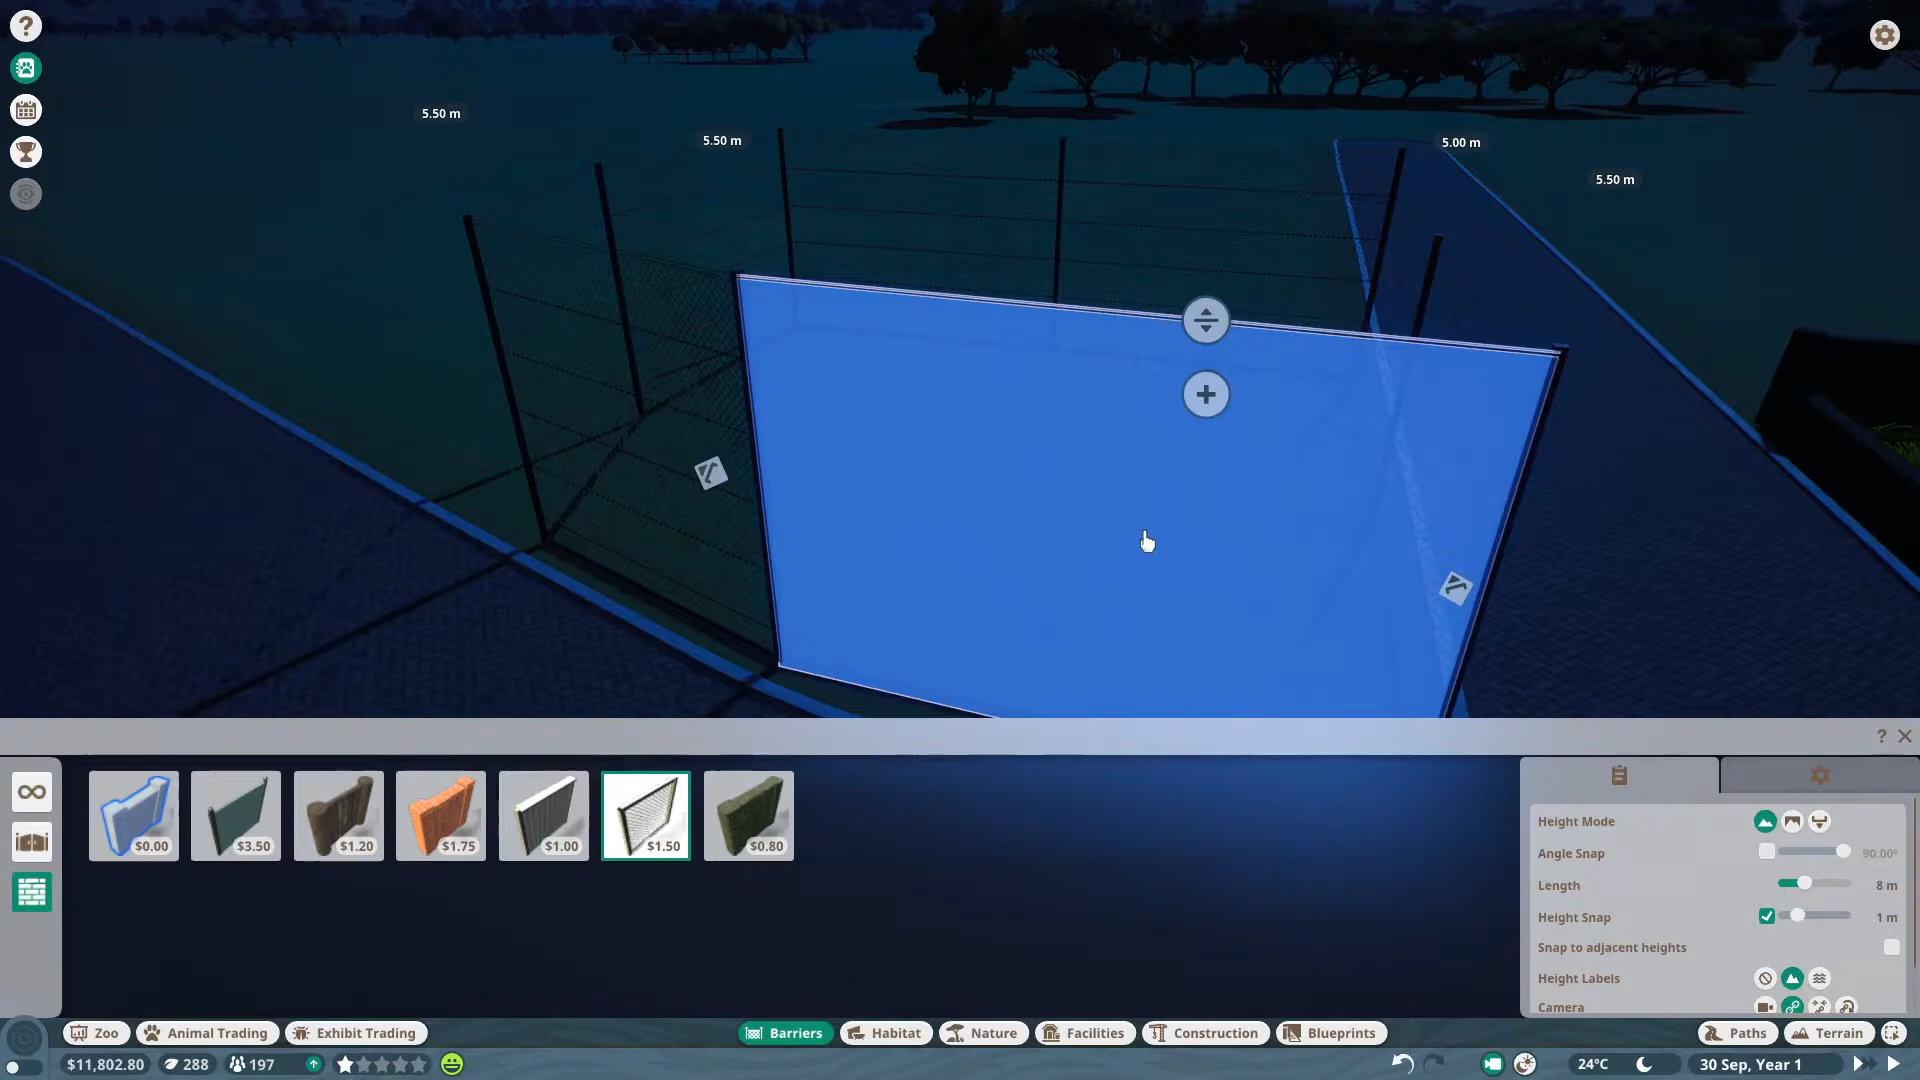 ?
5.50 m
5.50 m
5.00 m
5.50 m
?
$0.00
$3.50
$1.20
$1.75
$1.00
$1.50
$0.80
Height Mode
Angle Snap 90.00°
Length 8 m
Height Snap 1 m
Snap to adjacent heights
Height Labels
Camera
Zoo Animal Trading Exhibit Trading Barriers Habitat Nature Facilities Construction Blueprints Paths Terrain
$11,802.80 288 197 24°C 30 Sep, Year 1